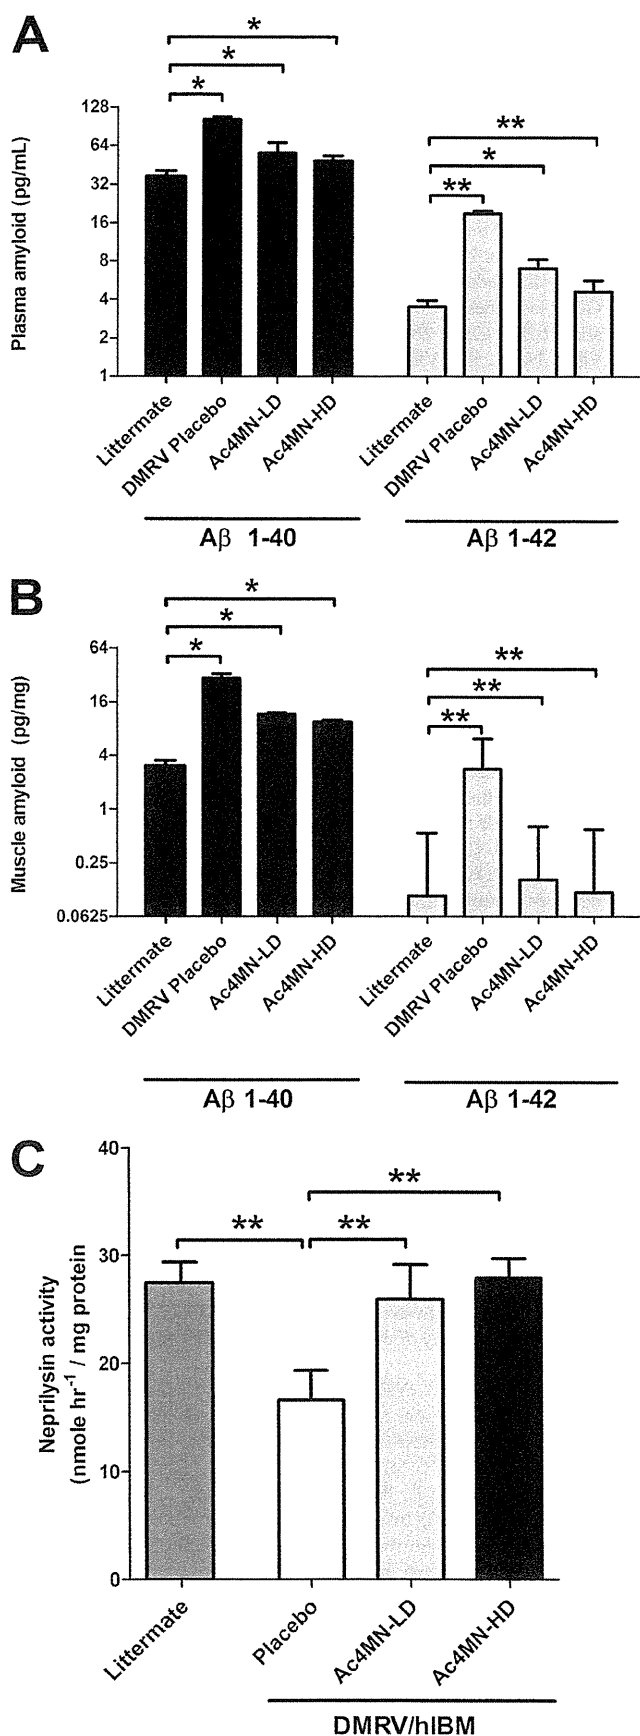 A
*
*
*
128
64
32
16
8
4
2
1
Plasma amyloid (pg/mL)
**
*
**
Littermate
DMRV Placebo
Ac4MN-LD
Ac4MN-HD
Littermate
DMRV Placebo
Ac4MN-LD
Ac4MN-HD
Aβ 1-40
Aβ 1-42
B
*
*
*
64
16
4
1
0.25
0.0625
Muscle amyloid (pg/mg)
**
**
**
Littermate
DMRV Placebo
Ac4MN-LD
Ac4MN-HD
Littermate
DMRV Placebo
Ac4MN-LD
Ac4MN-HD
Aβ 1-40
Aβ 1-42
C
40
30
20
10
0
Neprilysin activity
(nmole hr⁻¹ / mg protein
**
**
**
Littermate
Placebo
Ac4MN-LD
Ac4MN-HD
DMRV/hIBM